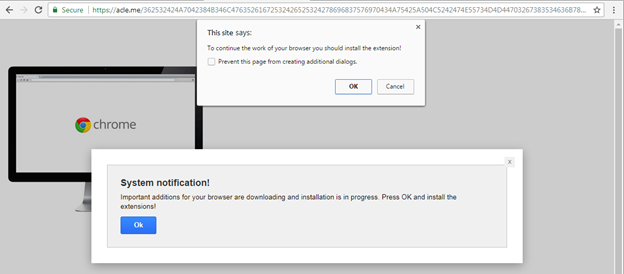 Secure | https://acle.me/362532424A7042384B346C47635261672532426525324278696837576970434A75425A504C5242474E55734D4D44703267383534636B78...
This site says:
To continue the work of your browser you should install the extension!
Prevent this page from creating additional dialogs.
OK Cancel
chrome
x
System notification!
Important additions for your browser are downloading and installation is in progress. Press OK and install the
extensions!
Ok